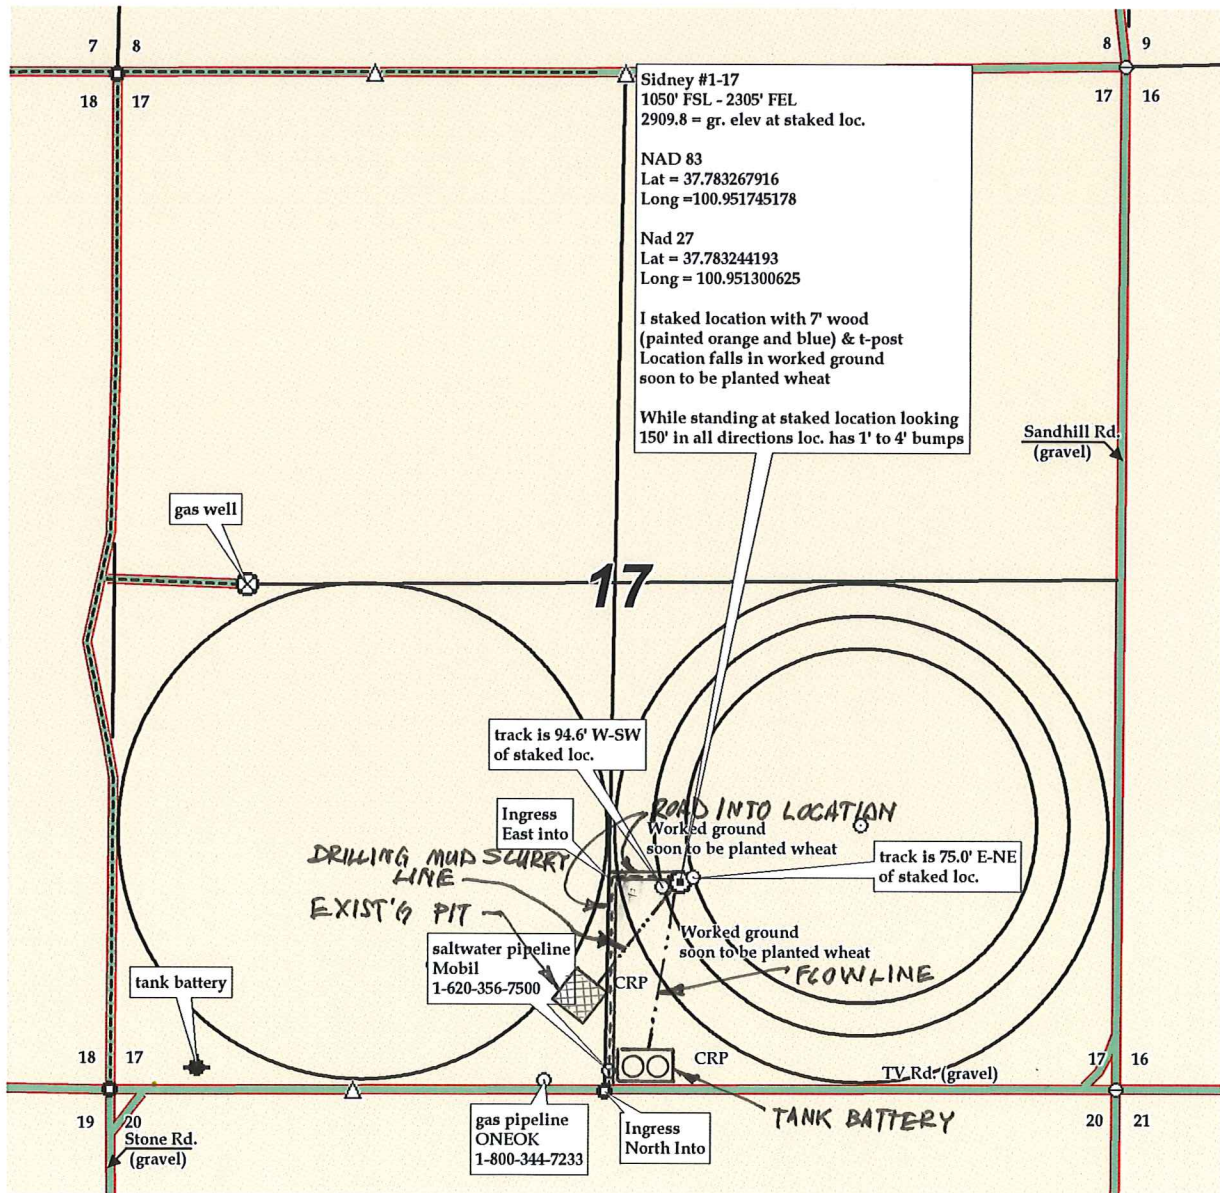 7 8
8 9
18 17
17 16
Sidney #1-17
1050' FSL - 2305' FEL
2909.8 = gr. elev at staked loc.
NAD 83
Lat = 37.783267916
Long =100.951745178
Nad 27
Lat = 37.783244193
Long = 100.951300625
I staked location with 7' wood
(painted orange and blue) & t-post
Location falls in worked ground
soon to be planted wheat
While standing at staked location looking
150' in all directions loc. has 1' to 4' bumps
Sandhill Rd.
(gravel)
gas well
17
track is 94.6' W-SW
of staked loc.
Ingress
East into
ROAD INTO LOCATION
Worked ground
soon to be planted wheat
track is 75.0' E-NE
of staked loc.
DRILLING MUD SLURRY
LINE
EXIST'G PIT
saltwater pipeline
Mobil
1-620-356-7500
Worked ground
soon to be planted wheat
FLOWLINE
CRP
tank battery
CRP
18 17
17 16
TV Rd. (gravel)
19 20
20 21
Stone Rd.
(gravel)
gas pipeline
ONEOK
1-800-344-7233
Ingress
North Into
TANK BATTERY